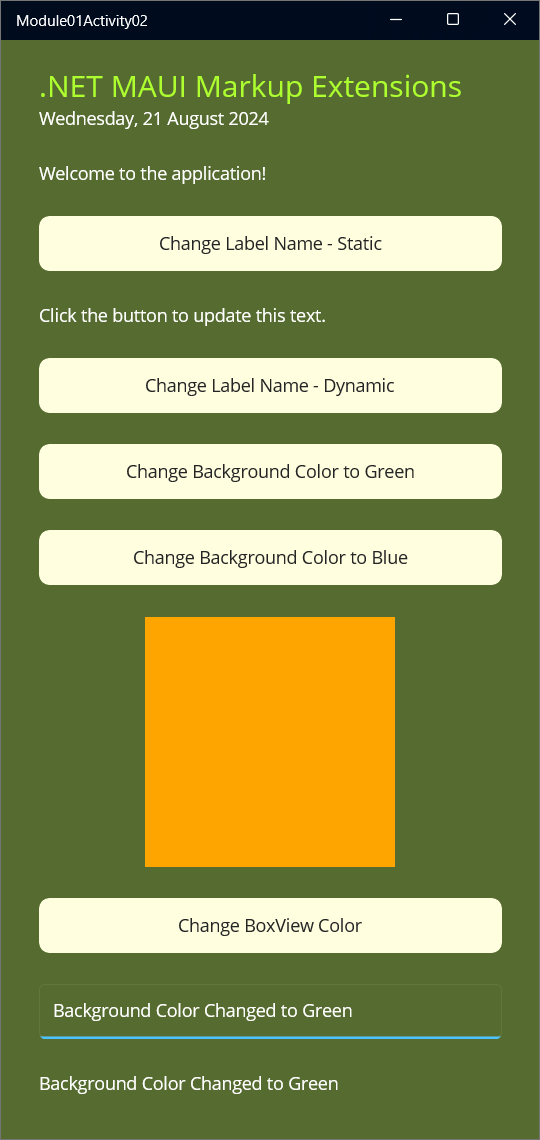 Module01Activity02
.NET MAUI Markup Extensions
Wednesday, 21 August 2024
Welcome to the application!
Change Label Name - Static
Click the button to update this text.
Change Label Name - Dynamic
Change Background Color to Green
Change Background Color to Blue
Change BoxView Color
Background Color Changed to Green
Background Color Changed to Green